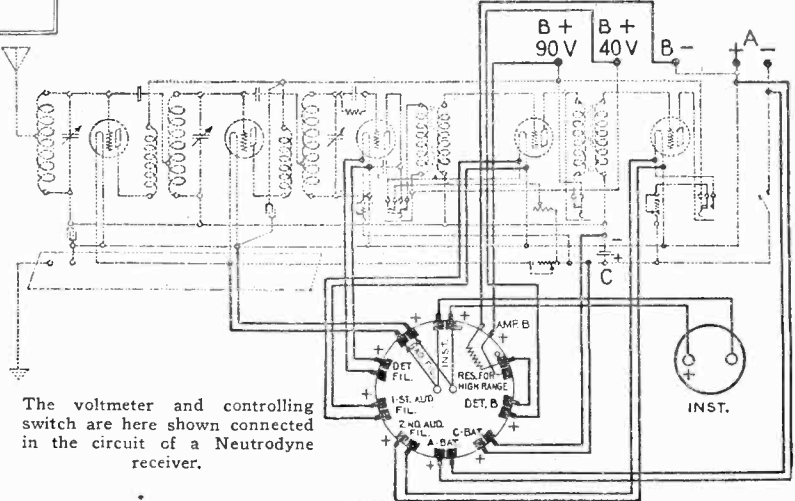 B + B + B - A
90 V 40 V + -
- +
C
+ INST. + AMP. B
DET. FIL.
RES. FOR HIGH RANGE
DET. B
1-ST. AUD. FIL.
2 ND. AUD. FIL.
A-BAT.
C-BAT.
+
INST.
The voltmeter and controlling
switch are here shown connected
in the circuit of a Neutrodyne
receiver.